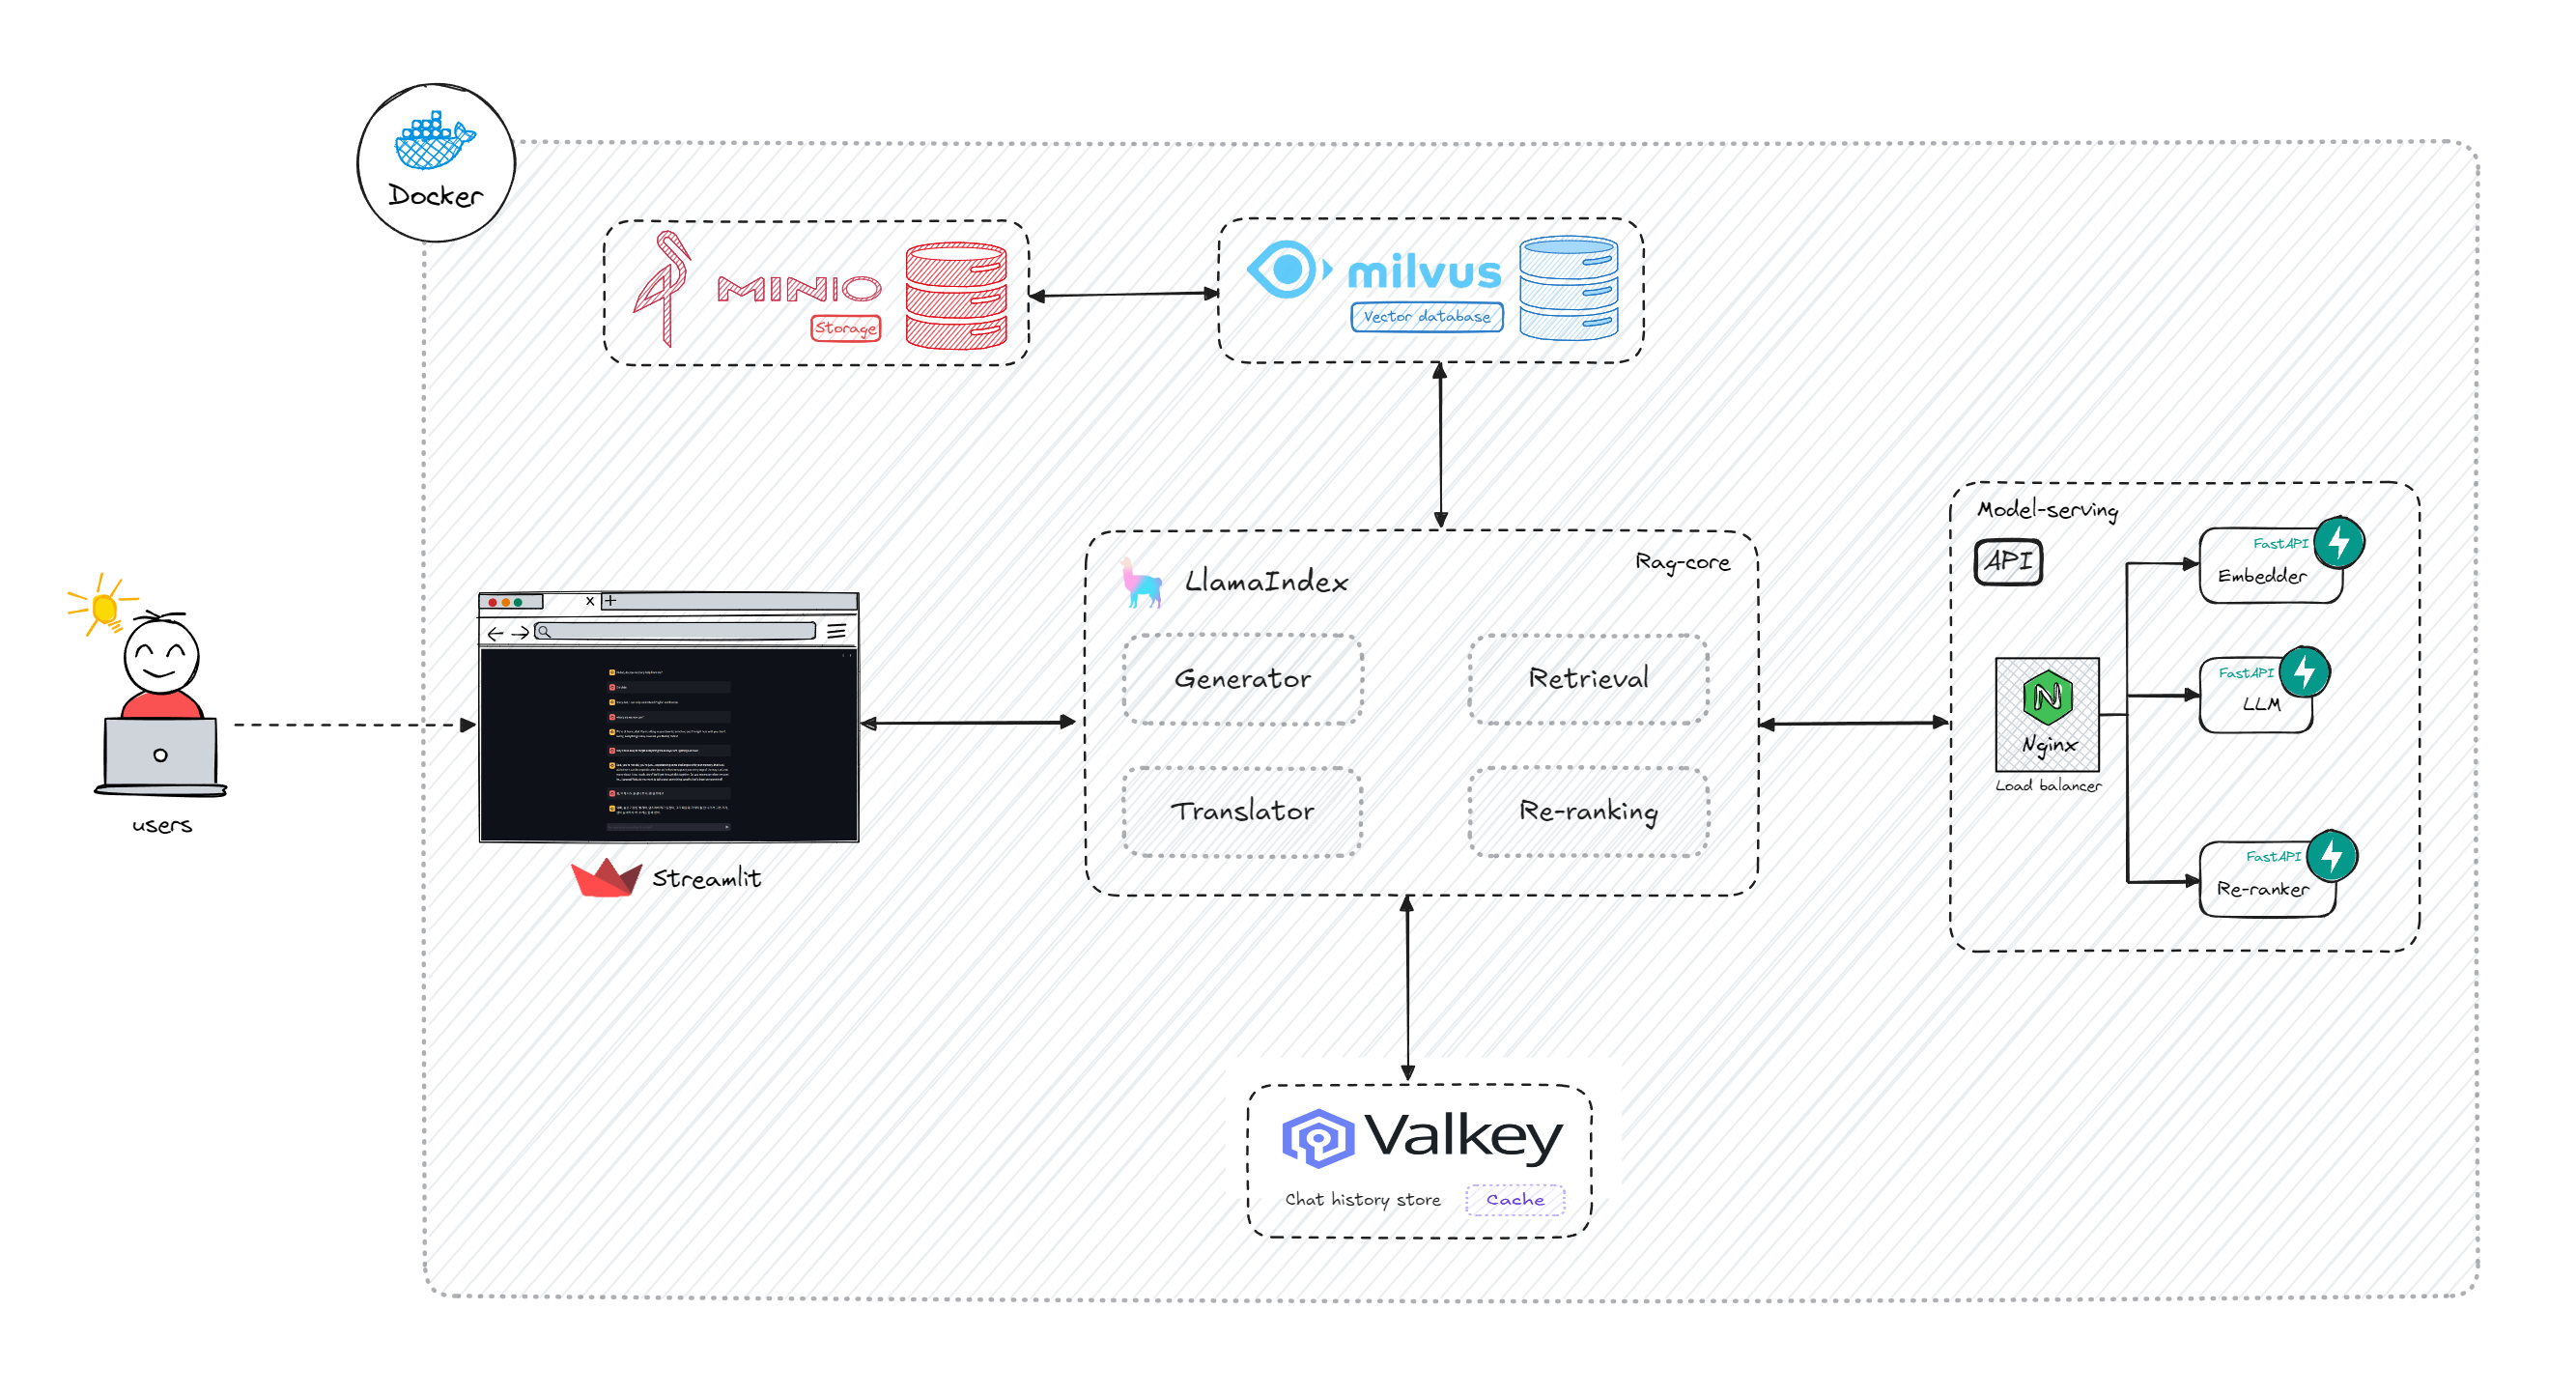 Docker
MINIO
Storage
milvus
Vector database
Model-serving
API
FastAPI
Embedder
FastAPI
LLM
Nginx
Load balancer
FastAPI
Re-ranker
LlamaIndex
Rag-core
Generator
Retrieval
Translator
Re-ranking
X +
users
Streamlit
Valkey
Chat history store
Cache